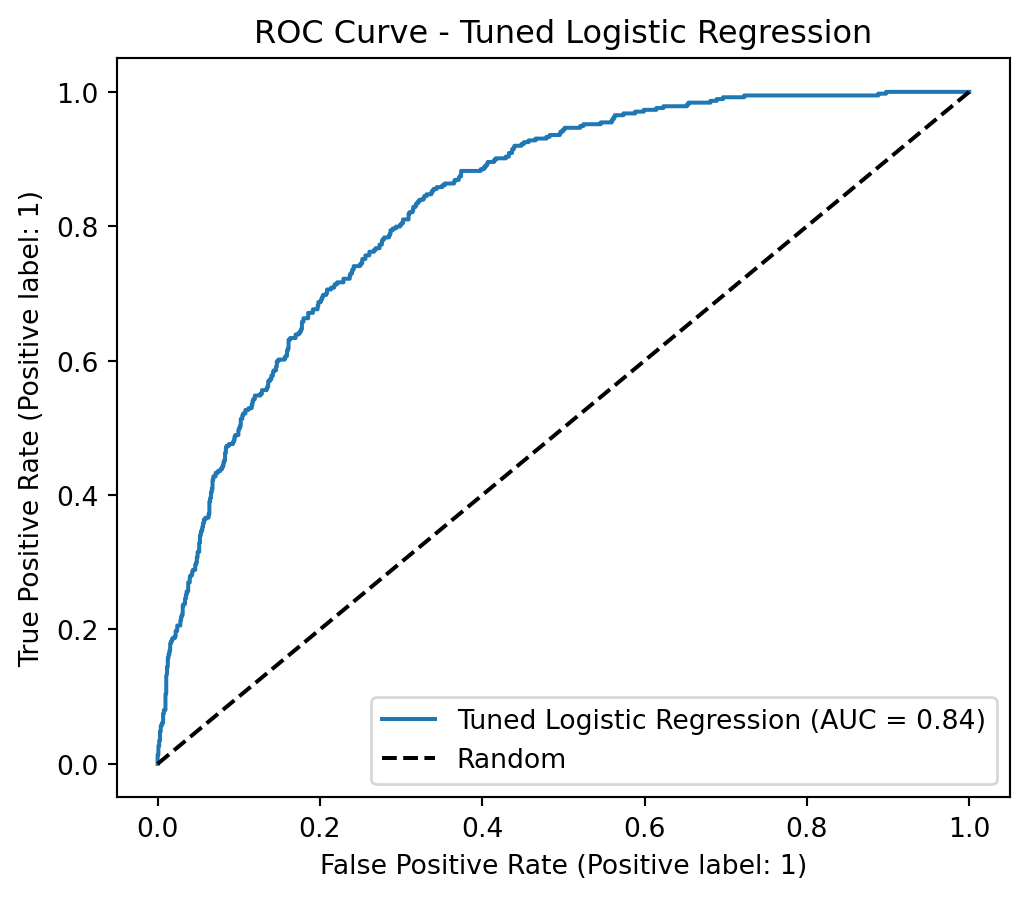 ROC Curve - Tuned Logistic Regression
True Positive Rate (Positive label: 1)
1.0
0.8
0.6
0.4
0.2
0.0
Tuned Logistic Regression (AUC = 0.84)
Random
0.0 0.2 0.4 0.6 0.8 1.0
False Positive Rate (Positive label: 1)